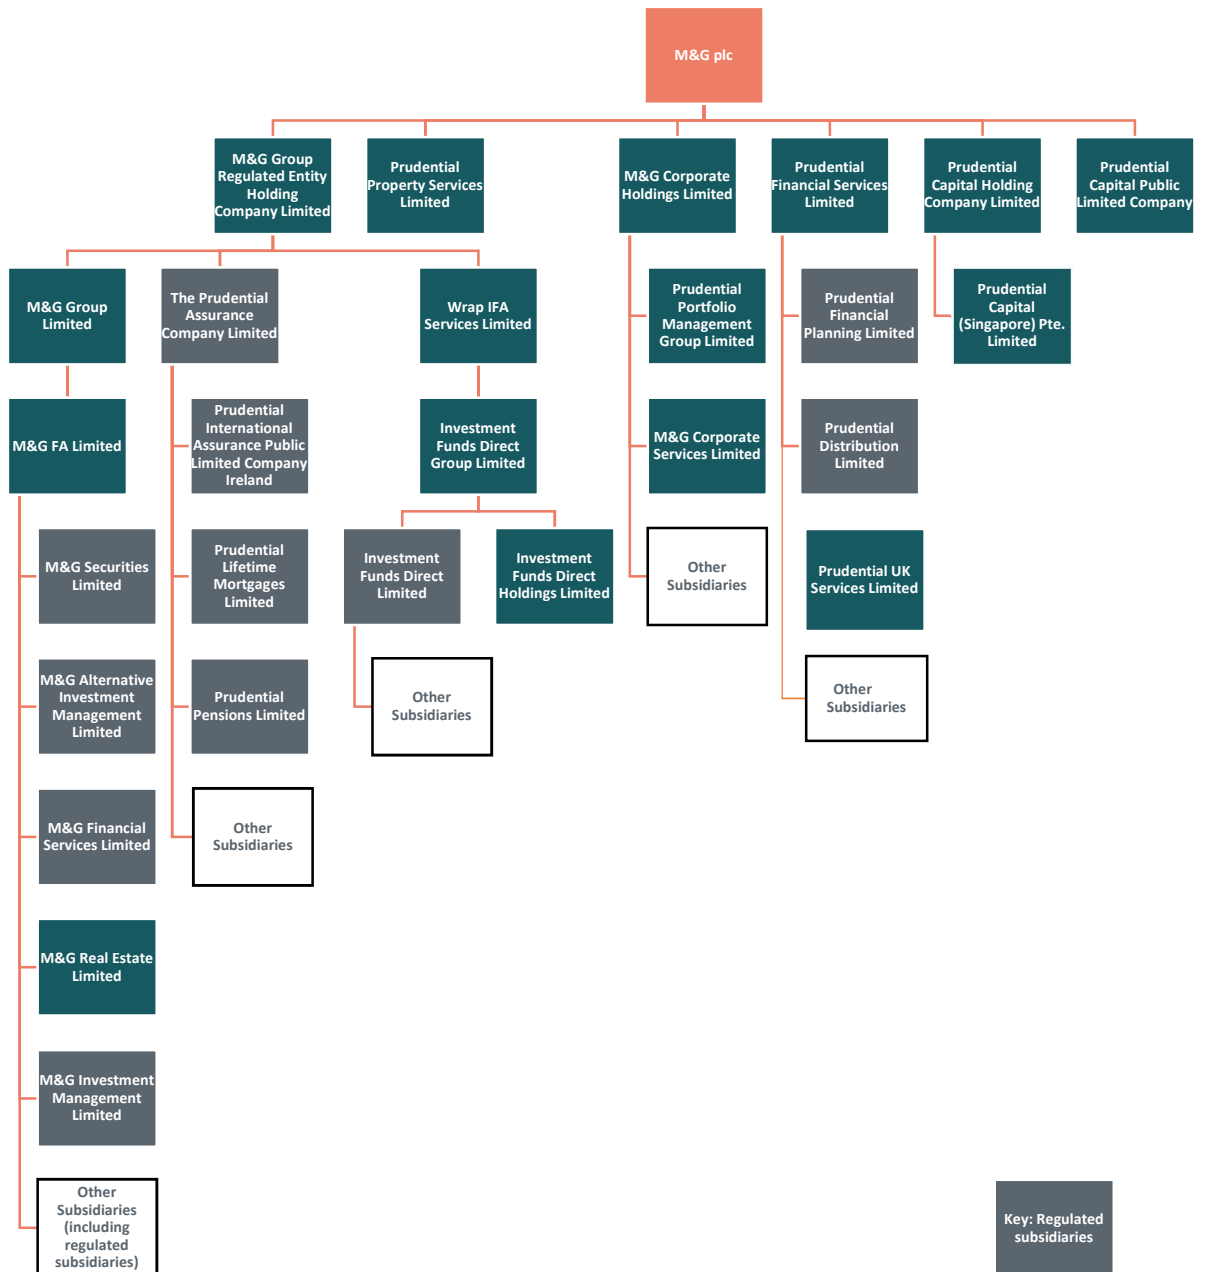 M&G plc
M&G Group
Regulated Entity
Holding
Company Limited
Prudential
Property Services
Limited
M&G Corporate
Holdings Limited
Prudential
Financial Services
Limited
Prudential
Capital Holding
Company Limited
Prudential
Capital Public
Limited Company
M&G Group
Limited
The Prudential
Assurance
Company Limited
Wrap IFA
Services Limited
Prudential
Portfolio
Management
Group Limited
Prudential
Financial
Planning Limited
Prudential
Capital
(Singapore) Pte.
Limited
M&G FA Limited
Prudential
International
Assurance Public
Limited Company
Ireland
Investment
Funds Direct
Group Limited
M&G Corporate
Services Limited
Prudential
Distribution
Limited
M&G Securities
Limited
Prudential
Lifetime
Mortgages
Limited
Investment
Funds Direct
Limited
Investment
Funds Direct
Holdings Limited
Other
Subsidiaries
Prudential UK
Services Limited
M&G Alternative
Investment
Management
Limited
Prudential
Pensions Limited
Other
Subsidiaries
Other
Subsidiaries
M&G Financial
Services Limited
Other
Subsidiaries
M&G Real Estate
Limited
M&G Investment
Management
Limited
Other
Subsidiaries
(including
regulated
subsidiaries)
Key: Regulated
subsidiaries